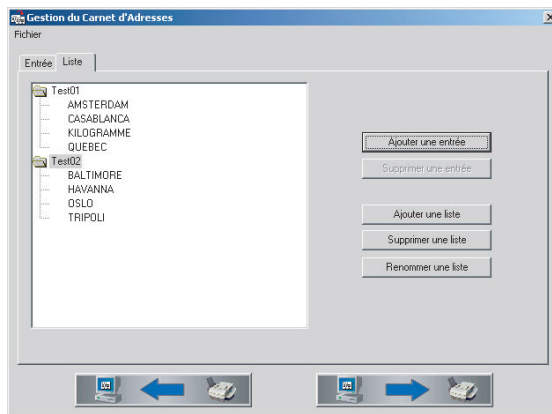 Gestion du Carnet d'Adresses
Fichier
Entrée Liste
Test01
AMSTERDAM
CASABLANCA
KILOGRAMME
QUEBEC
Test02
BALTIMORE
HAVANNA
OSLO
TRIPOLI
Ajouter une entrée
Supprimer une entrée
Ajouter une liste
Supprimer une liste
Renommer une liste